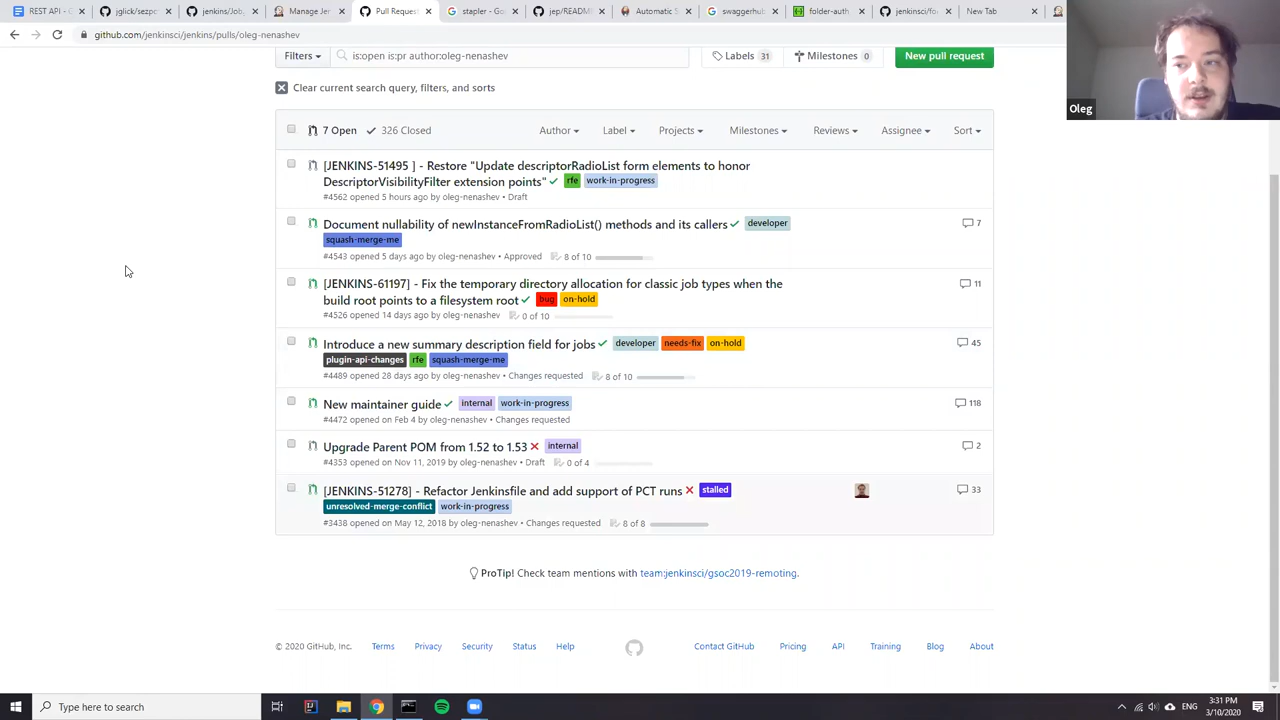 REST API - G
jglick/sezpo
jenkins/Job.
Manage Jen
Pull Reques
sezpler - Go
jep/README
Automatic S
swaggerhub
folder-auth
jenkinsci/fo
New Tab
github.com/jenkinsci/jenkins/pulls/oleg-nenashev
Filters
is:open is:pr author:oleg-nenashev
Labels 31
Milestones 0
New pull request
Clear current search query, filters, and sorts
7 Open 326 Closed
Author Label Projects Milestones Reviews Assignee Sort
[JENKINS-51495 ] - Restore "Update descriptorRadioList form elements to honor
DescriptorVisibilityFilter extension points" rfe work-in-progress
#4562 opened 5 hours ago by oleg-nenashev • Draft
Document nullability of newInstanceFromRadioList() methods and its callers developer 7
squash-merge-me
#4543 opened 5 days ago by oleg-nenashev • Approved 8 of 10
[JENKINS-61197] - Fix the temporary directory allocation for classic job types when the 11
build root points to a filesystem root bug on-hold
#4526 opened 14 days ago by oleg-nenashev 0 of 10
Introduce a new summary description field for jobs developer needs-fix on-hold 45
plugin-api-changes rfe squash-merge-me
#4489 opened 28 days ago by oleg-nenashev • Changes requested 8 of 10
New maintainer guide internal work-in-progress 118
#4472 opened on Feb 4 by oleg-nenashev • Changes requested
Upgrade Parent POM from 1.52 to 1.53 internal 2
#4353 opened on Nov 11, 2019 by oleg-nenashev • Draft 0 of 4
[JENKINS-51278] - Refactor Jenkinsfile and add support of PCT runs stalled 33
unresolved-merge-conflict work-in-progress
#3438 opened on May 12, 2018 by oleg-nenashev • Changes requested 8 of 8
ProTip! Check team mentions with team:jenkinsci/gsoc2019-remoting.
© 2020 GitHub, Inc. Terms Privacy Security Status Help Contact GitHub Pricing API Training Blog About
Oleg
Type here to search
3:31 PM
3/10/2020